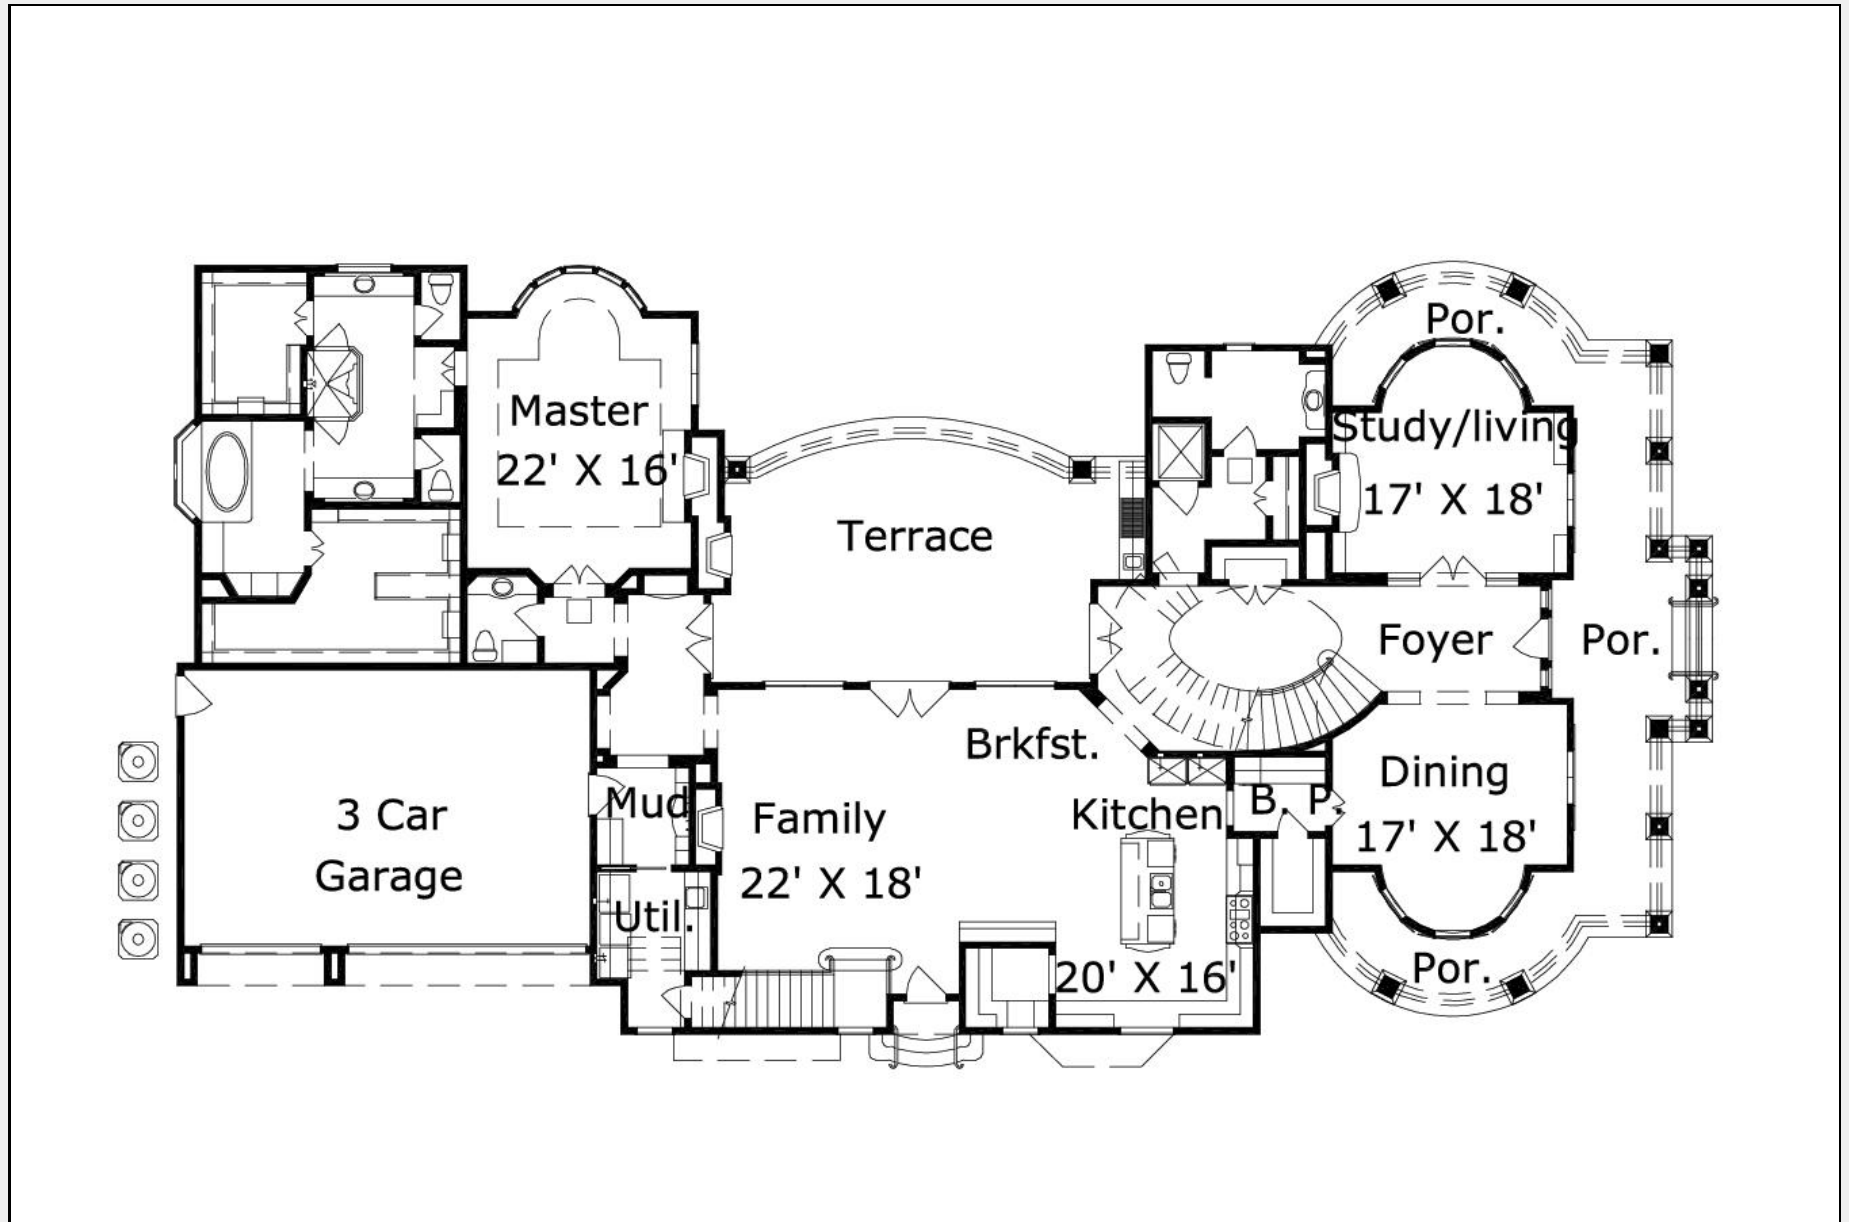 Por.
Master
22' X 16'
Study/living
17' X 18'
Terrace
Foyer
Por.
Brkfst.
Dining
17' X 18'
3 Car
Garage
Mud
Family
22' X 18'
Kitchen
B. P.
Util.
20' X 16'
Por.